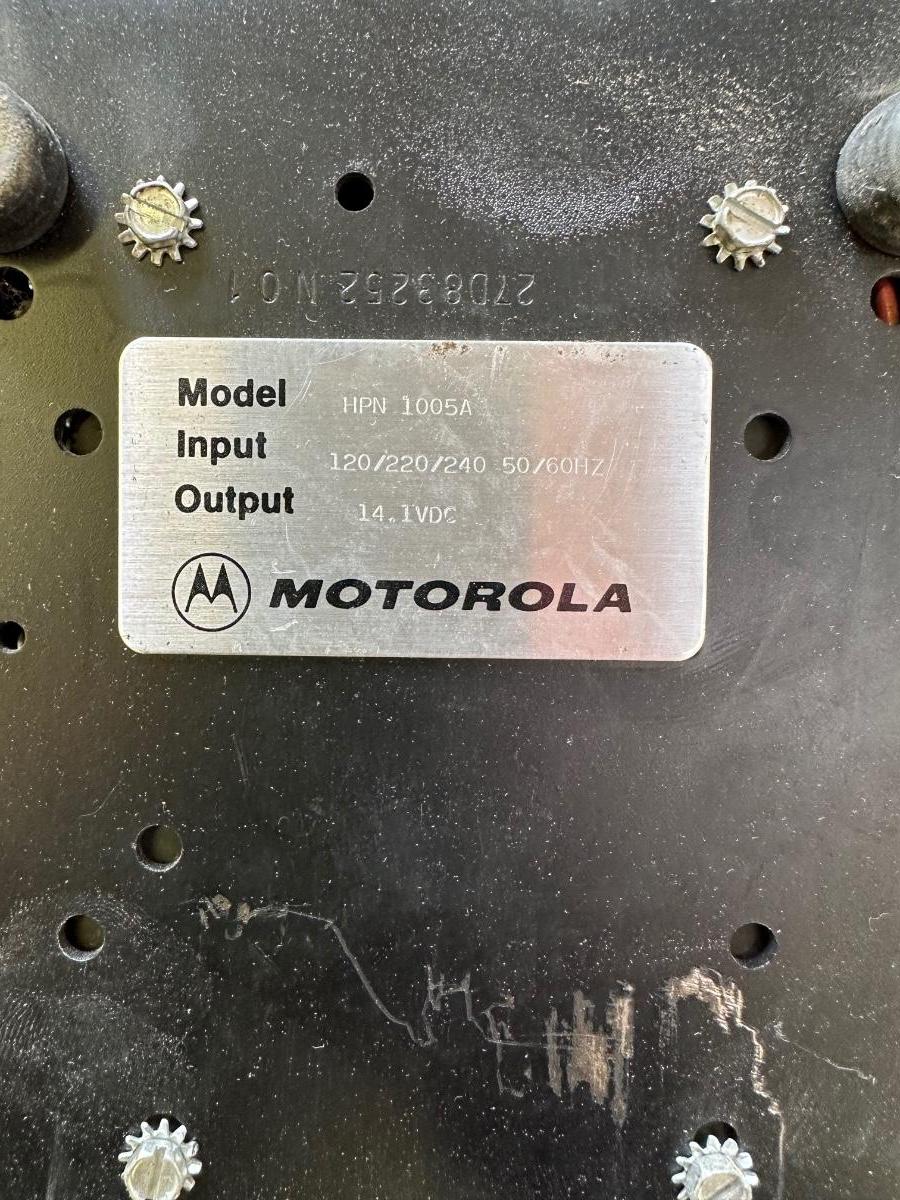 27D83252N01
Model HPN 1005A
Input 120/220/240 50/60HZ
Output 14.1VDC
M MOTOROLA